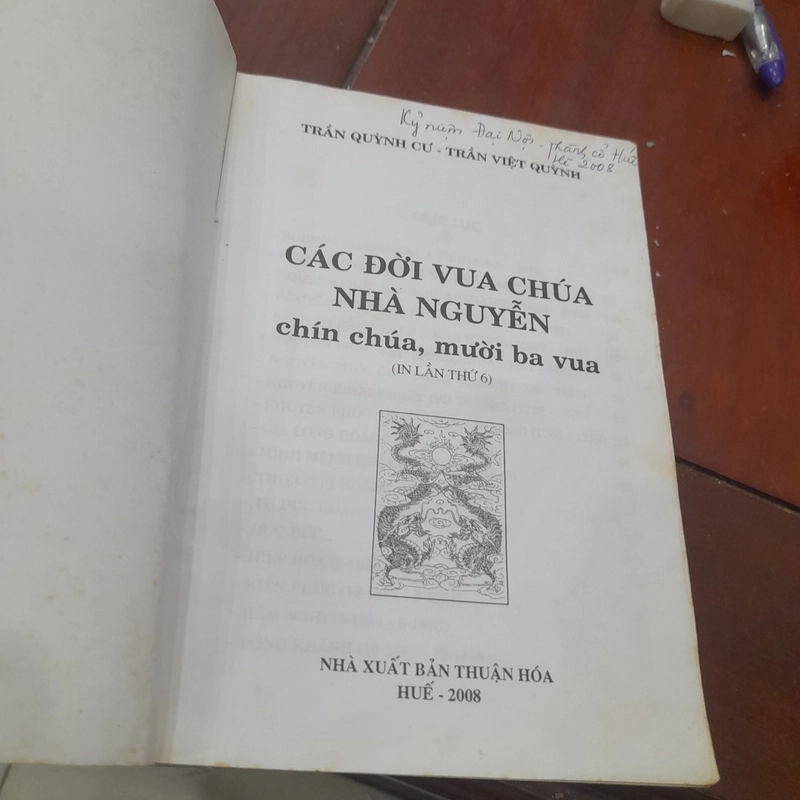 Kỷ niệm Đại Nội - thành cổ Huế
Hè 2008
TRẦN QUỲNH CƯ - TRẦN VIỆT QUỲNH
CÁC ĐỜI VUA CHÚA
NHÀ NGUYỄN
chín chúa, mười ba vua
(IN LẦN THỨ 6)
NHÀ XUẤT BẢN THUẬN HÓA
HUẾ - 2008